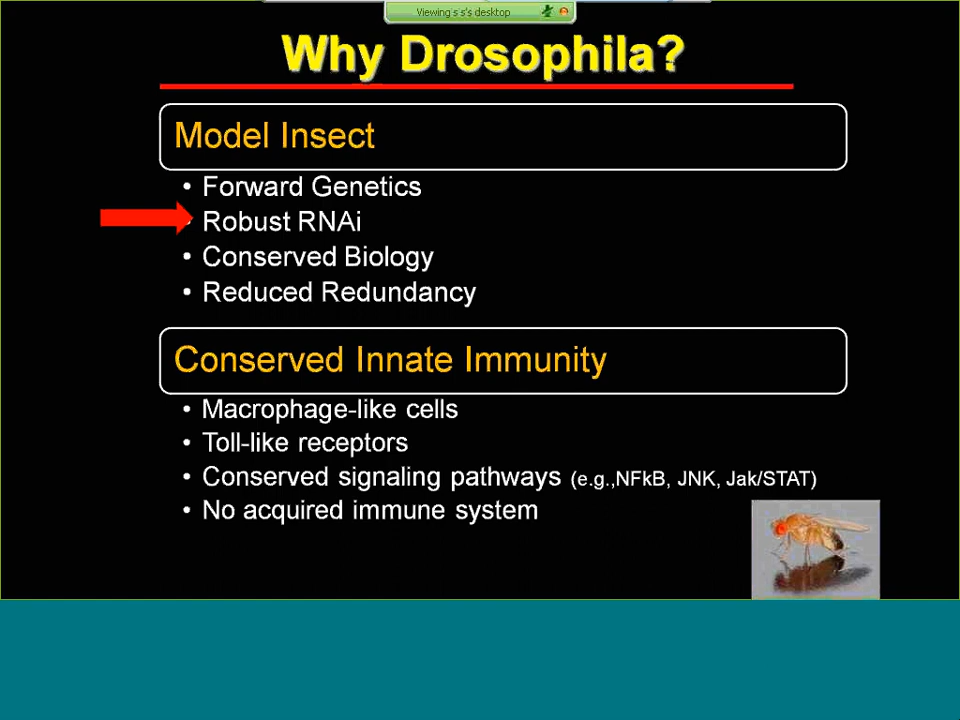 Viewing s's desktop
Why Drosophila?
Model Insect
• Forward Genetics
• Robust RNAi
• Conserved Biology
• Reduced Redundancy
Conserved Innate Immunity
• Macrophage-like cells
• Toll-like receptors
• Conserved signaling pathways (e.g.,NFkB, JNK, Jak/STAT)
• No acquired immune system